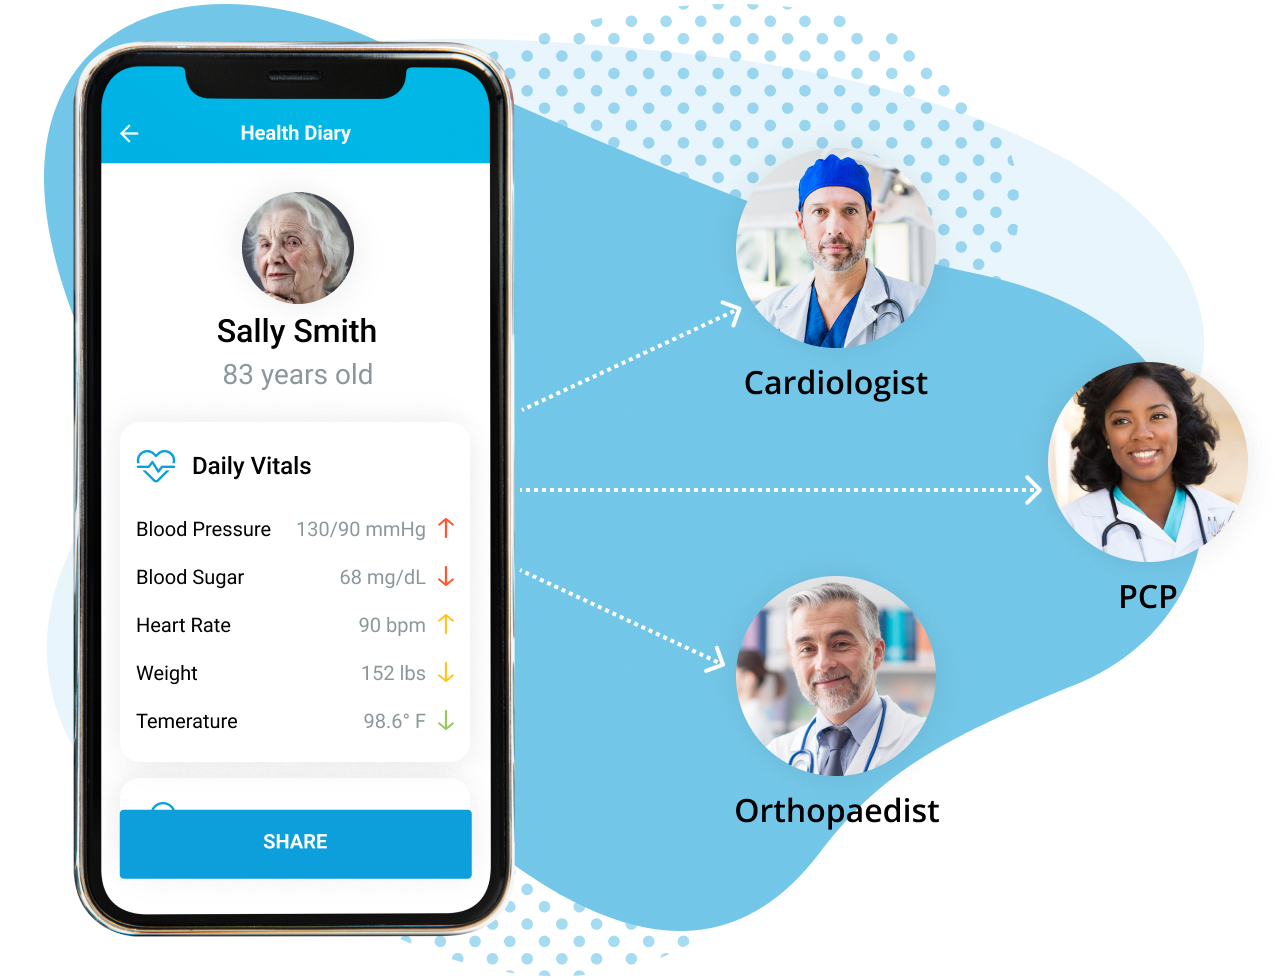 Health Diary
Sally Smith
83 years old
Daily Vitals
Blood Pressure 130/90 mmHg
Blood Sugar 68 mg/dL
Heart Rate 90 bpm
Weight 152 lbs
Temerature 98.6° F
SHARE
Cardiologist
PCP
Orthopaedist